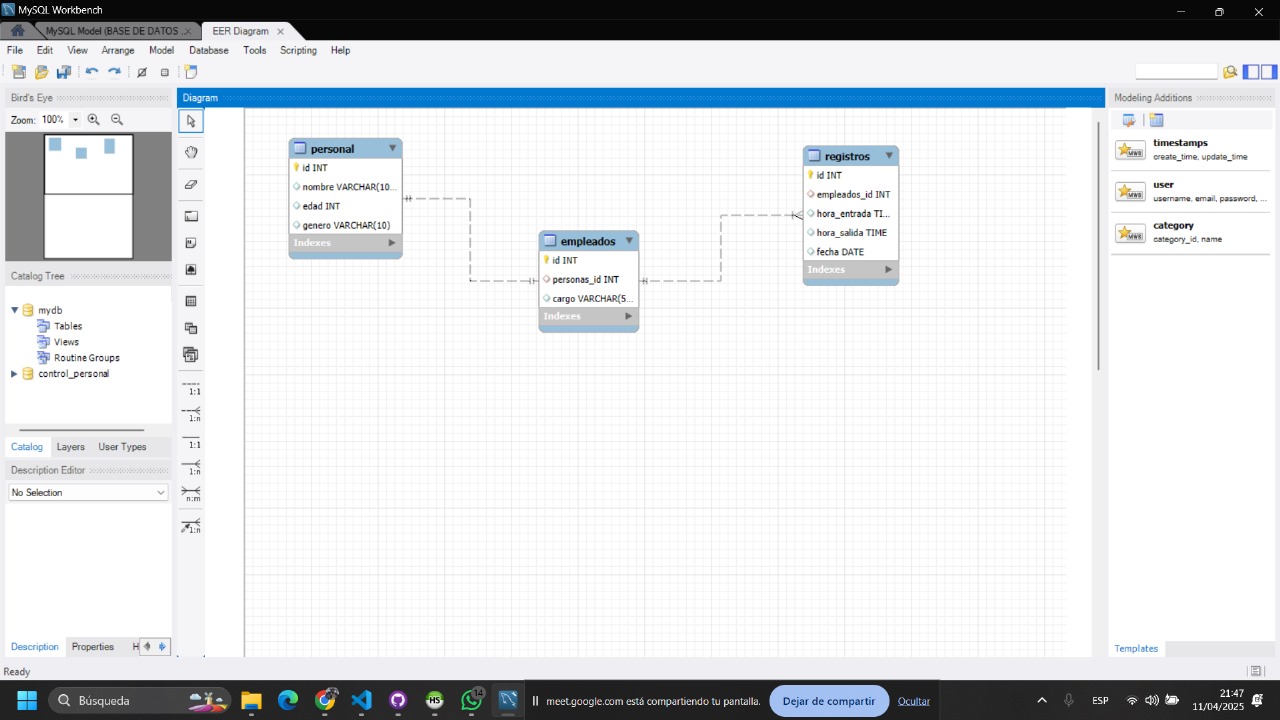 MySQL Workbench
MySQL Model (BASE DE DATOS ...
EER Diagram
File Edit View Arrange Model Database Tools Scripting Help
Bird's Eye
Zoom: 100%
Diagram
Modeling Additions
timestamps
create_time, update_time
user
username, email, password, ...
category
category_id, name
personal
id INT
nombre VARCHAR(10...
edad INT
genero VARCHAR(10)
Indexes
empleados
id INT
personas_id INT
cargo VARCHAR(5...
Indexes
registros
id INT
empleados_id INT
hora_entrada TI...
hora_salida TIME
fecha DATE
Indexes
Catalog Tree
mydb
Tables
Views
Routine Groups
control_personal
Catalog Layers User Types
Description Editor
No Selection
Description Properties H
1:1
1:n
1:1
1:n
n:m
1:n
Templates
Ready
Búsqueda
HS
14
meet.google.com está compartiendo tu pantalla.
Dejar de compartir
Ocultar
ESP
21:47
11/04/2025